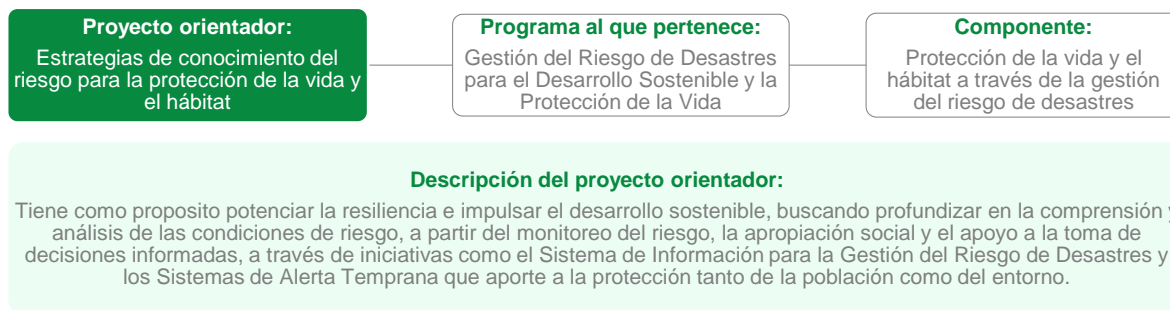 Proyecto orientador:
Estrategias de conocimiento del
riesgo para la protección de la vida y
el hábitat
Programa al que pertenece:
Gestión del Riesgo de Desastres
para el Desarrollo Sostenible y la
Protección de la Vida
Componente:
Protección de la vida y el
hábitat a través de la gestión
del riesgo de desastres
Descripción del proyecto orientador:
Tiene como proposito potenciar la resiliencia e impulsar el desarrollo sostenible, buscando profundizar en la comprensión y
análisis de las condiciones de riesgo, a partir del monitoreo del riesgo, la apropiación social y el apoyo a la toma de
decisiones informadas, a través de iniciativas como el Sistema de Información para la Gestión del Riesgo de Desastres y
los Sistemas de Alerta Temprana que aporte a la protección tanto de la población como del entorno.